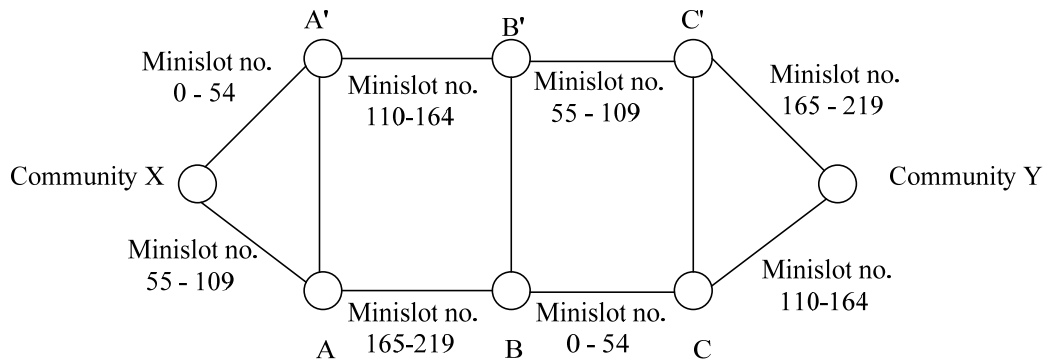 A'
B'
C'
Minislot no.
0 - 54
Minislot no.
110-164
Minislot no.
55 - 109
Minislot no.
165 - 219
Community X
Community Y
Minislot no.
55 - 109
Minislot no.
165-219
Minislot no.
0 - 54
Minislot no.
110-164
A
B
C